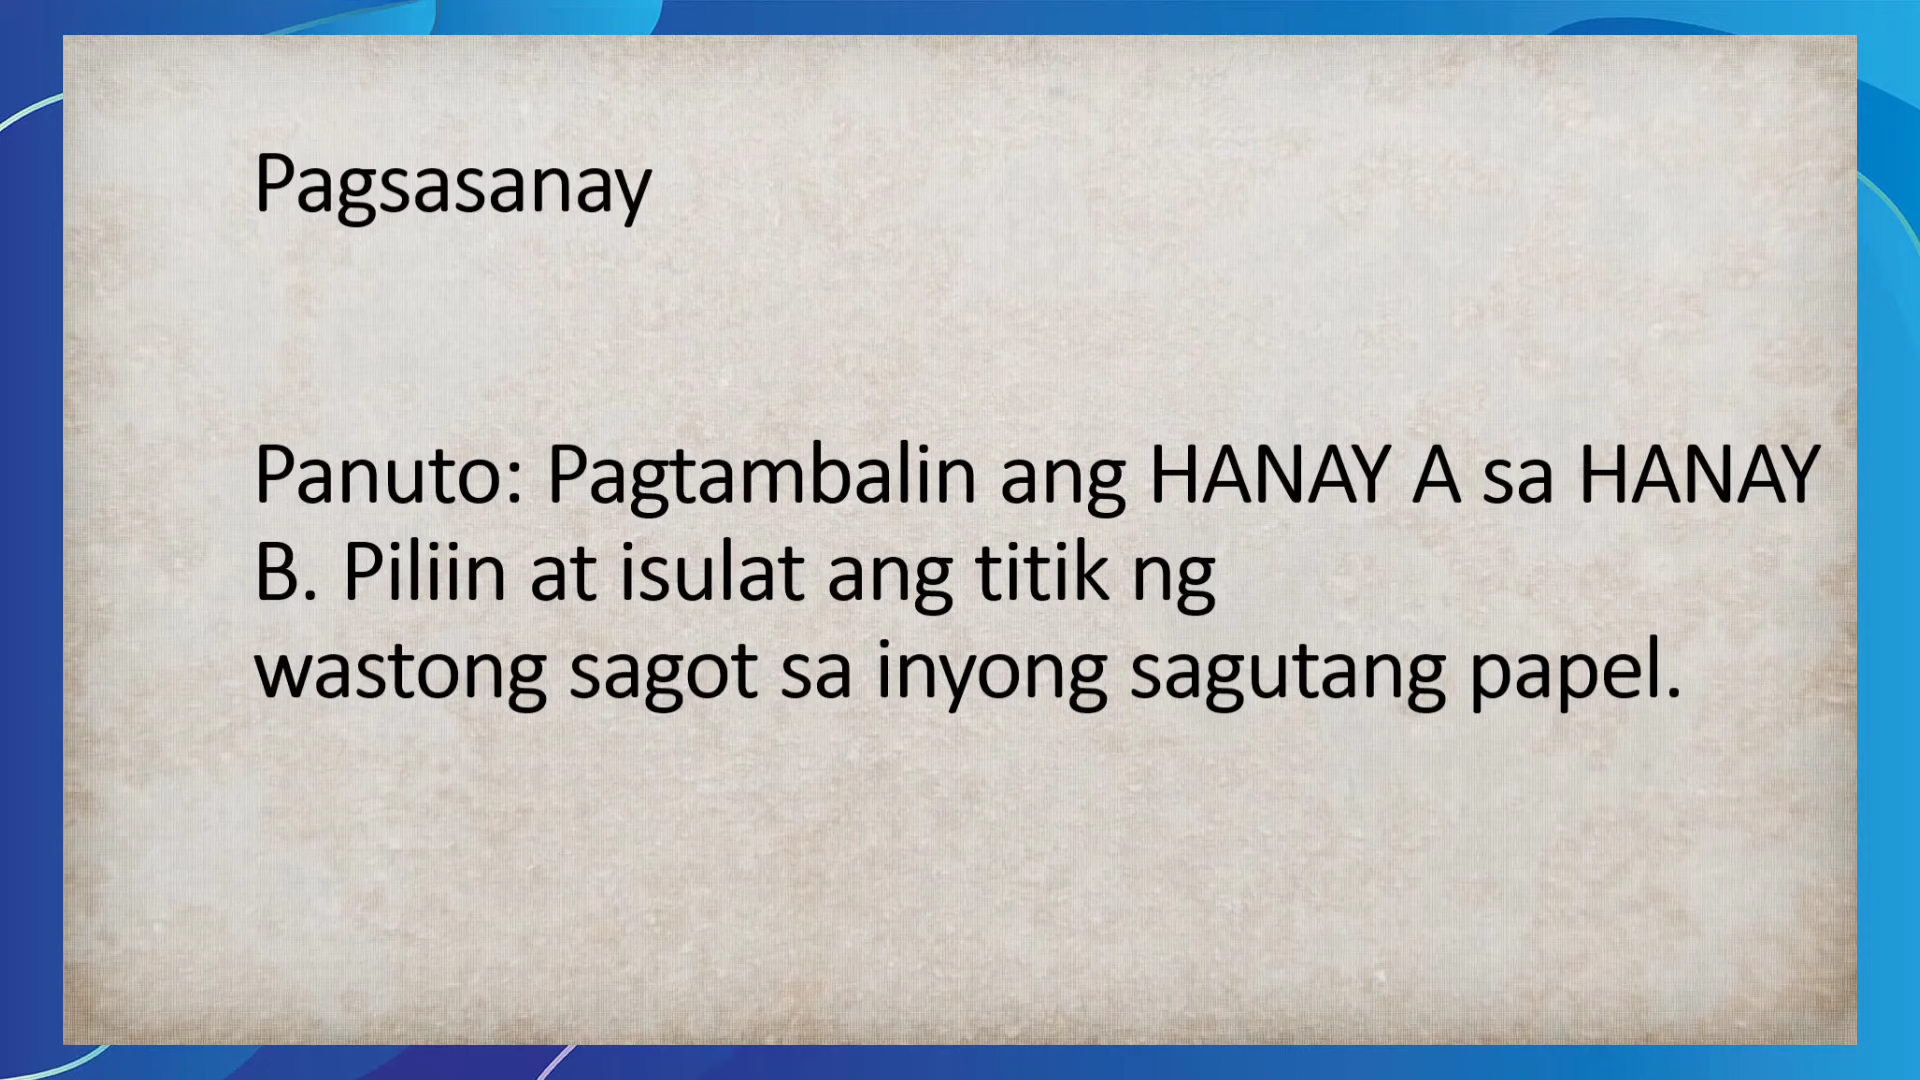 Pagsasanay
Panuto: Pagtambalin ang HANAY A sa HANAY
B. Piliin at isulat ang titik ng
wastong sagot sa inyong sagutang papel.